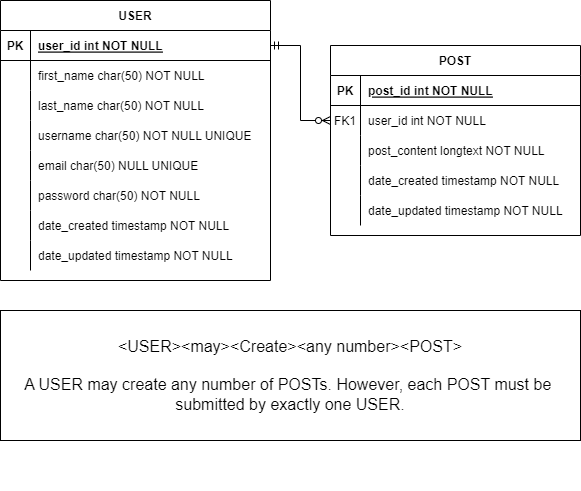 USER
PK user_id int NOT NULL
first_name char(50) NOT NULL
last_name char(50) NOT NULL
username char(50) NOT NULL UNIQUE
email char(50) NULL UNIQUE
password char(50) NOT NULL
date_created timestamp NOT NULL
date_updated timestamp NOT NULL
POST
PK post_id int NOT NULL
FK1 user_id int NOT NULL
post_content longtext NOT NULL
date_created timestamp NOT NULL
date_updated timestamp NOT NULL
<USER><may><Create><any number><POST>
A USER may create any number of POSTs. However, each POST must be
submitted by exactly one USER.